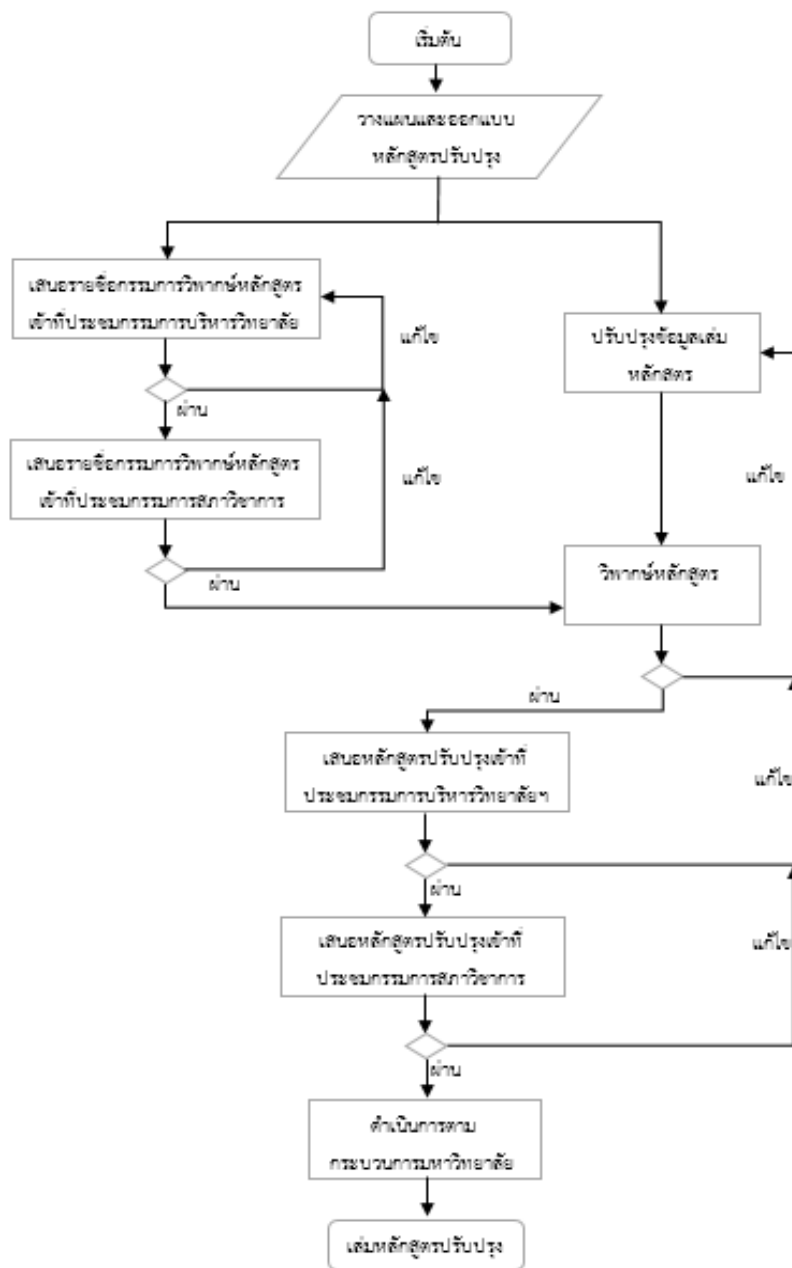 เริ่มต้น
วางแผนและออกแบบ
หลักสูตรปรับปรุง
เสนอรายชื่อกรรมการวิพากษ์หลักสูตร
เข้าที่ประชุมกรรมการบริหารวิทยาลัย
แก้ไข
ปรับปรุงข้อมูลเล่ม
หลักสูตร
ผ่าน
เสนอรายชื่อกรรมการวิพากษ์หลักสูตร
เข้าที่ประชุมกรรมการสภาวิชาการ
แก้ไข
แก้ไข
ผ่าน
วิพากษ์หลักสูตร
ผ่าน
เสนอหลักสูตรปรับปรุงเข้าที่
ประชุมกรรมการบริหารวิทยาลัยฯ
แก้ไข
ผ่าน
เสนอหลักสูตรปรับปรุงเข้าที่
ประชุมกรรมการสภาวิชาการ
แก้ไข
ผ่าน
ดำเนินการตาม
กระบวนการมหาวิทยาลัย
เล่มหลักสูตรปรับปรุง